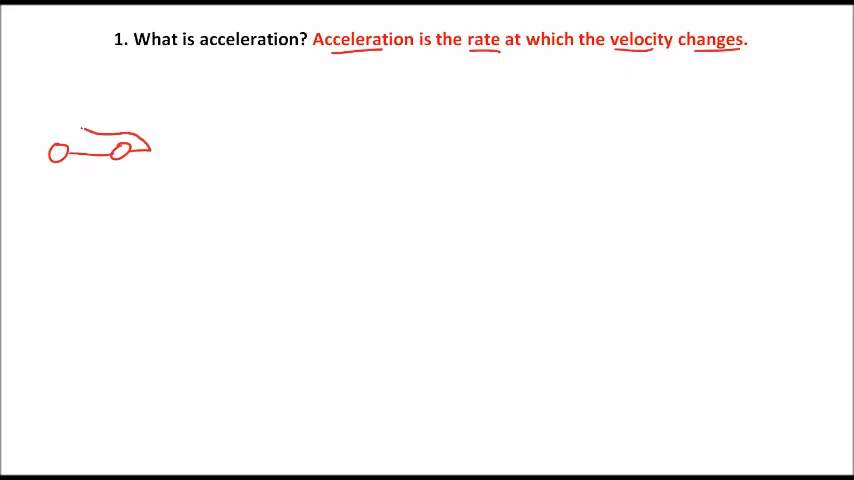 1. What is acceleration? Acceleration is the rate at which the velocity changes.